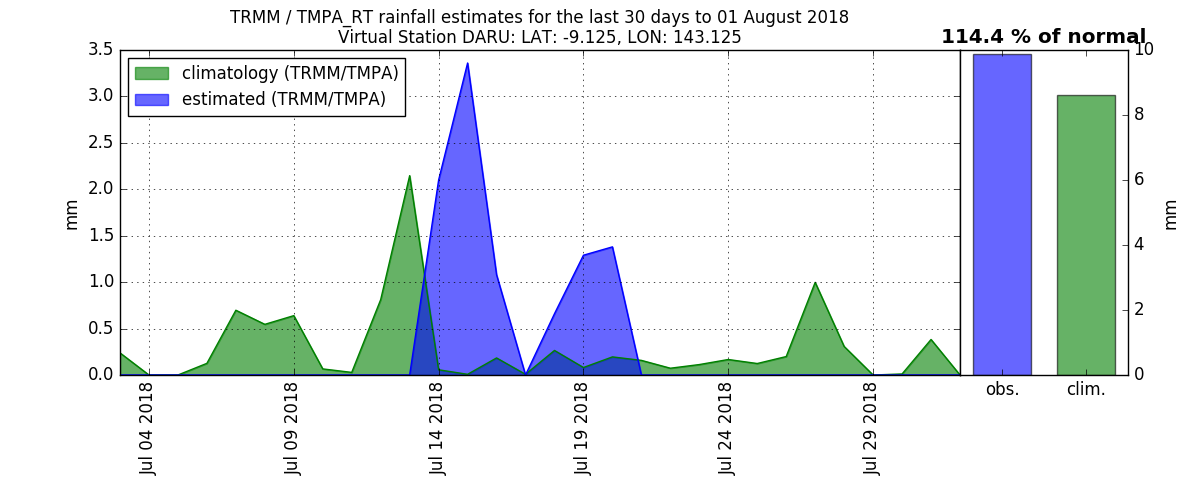 TRMM / TMPA_RT rainfall estimates for the last 30 days to 01 August 2018
Virtual Station DARU: LAT: -9.125, LON: 143.125
114.4 % of normal
climatology (TRMM/TMPA)
estimated (TRMM/TMPA)
3.5
3.0
2.5
2.0
1.5
1.0
0.5
0.0
mm
Jul 04 2018
Jul 09 2018
Jul 14 2018
Jul 19 2018
Jul 24 2018
Jul 29 2018
10
8
6
4
2
0
mm
obs.
clim.